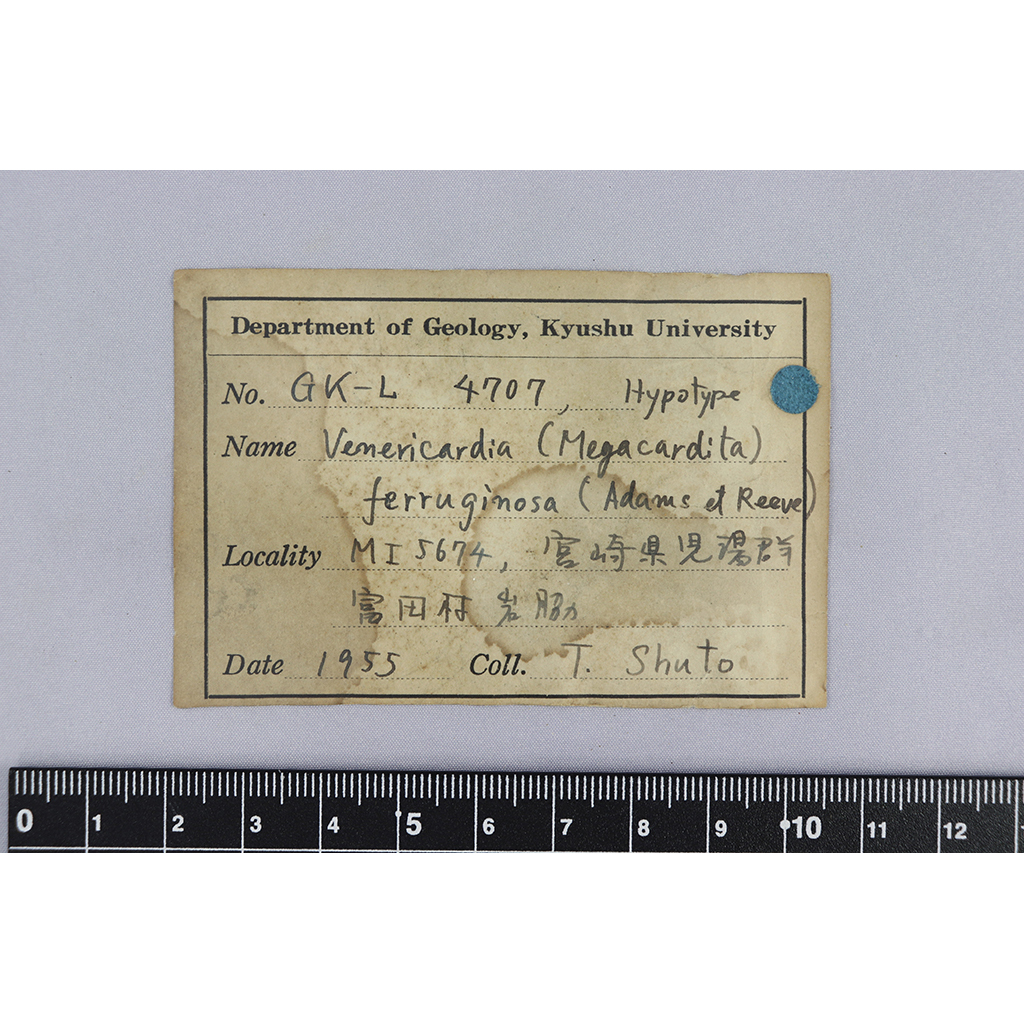 Department of Geology, Kyushu University
No. GK-L 4707, Hypotype
Name Venericardia (Megacardita)
ferruginosa (Adams et Reeve)
Locality MI 5674, 宮崎県児湯群
富田村 岩脇
Date 1955 Coll. T. Shuto
0 1 2 3 4 5 6 7 8 9 10 11 12